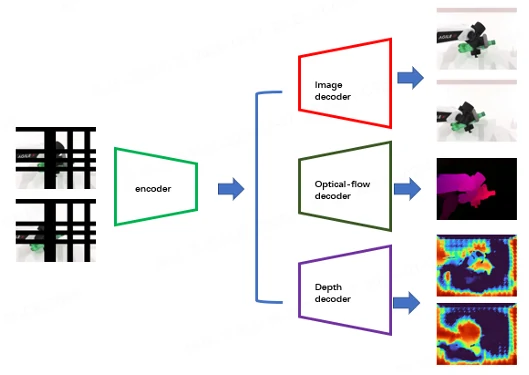 encoder
Image
decoder
Optical-flow
decoder
Depth
decoder